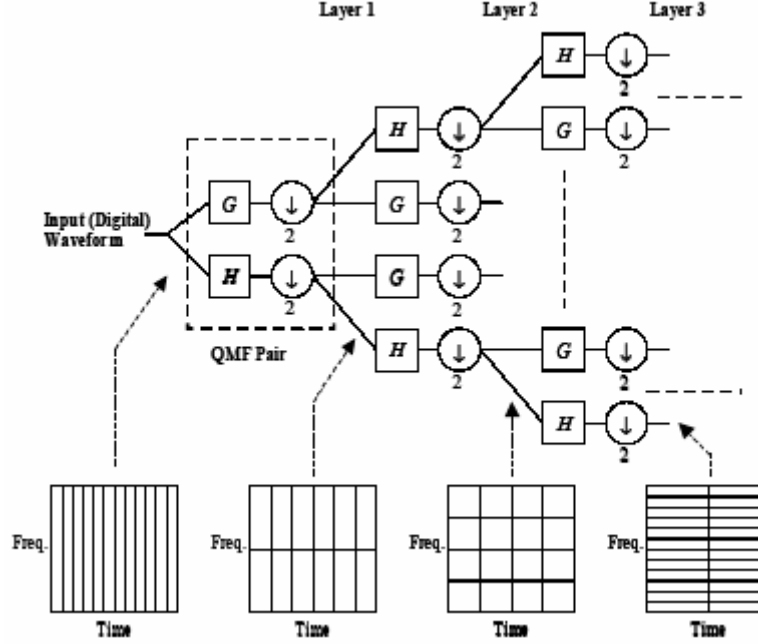 Layer 1 Layer 2 Layer 3
H ↓
2
H ↓ G ↓
2 2
G ↓ G ↓
2 2
Input (Digital)
Waveform
H ↓ G ↓
2 2
QMF Pair
H ↓ G ↓
2 2
H ↓
2
Freq. Freq. Freq. Freq.
Time Time Time Time